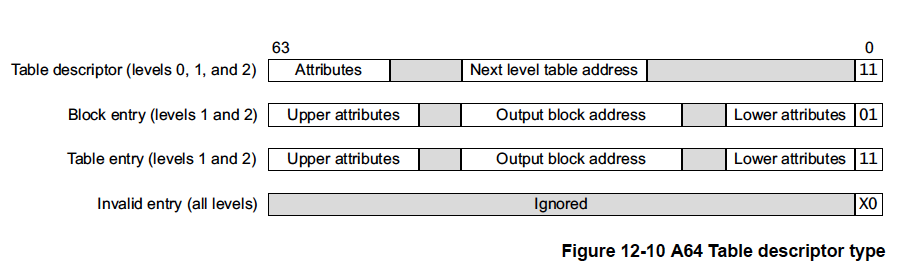 63 0
Table descriptor (levels 0, 1, and 2) Attributes Next level table address 11
Block entry (levels 1 and 2) Upper attributes Output block address Lower attributes 01
Table entry (levels 1 and 2) Upper attributes Output block address Lower attributes 11
Invalid entry (all levels) Ignored X0
Figure 12-10 A64 Table descriptor type